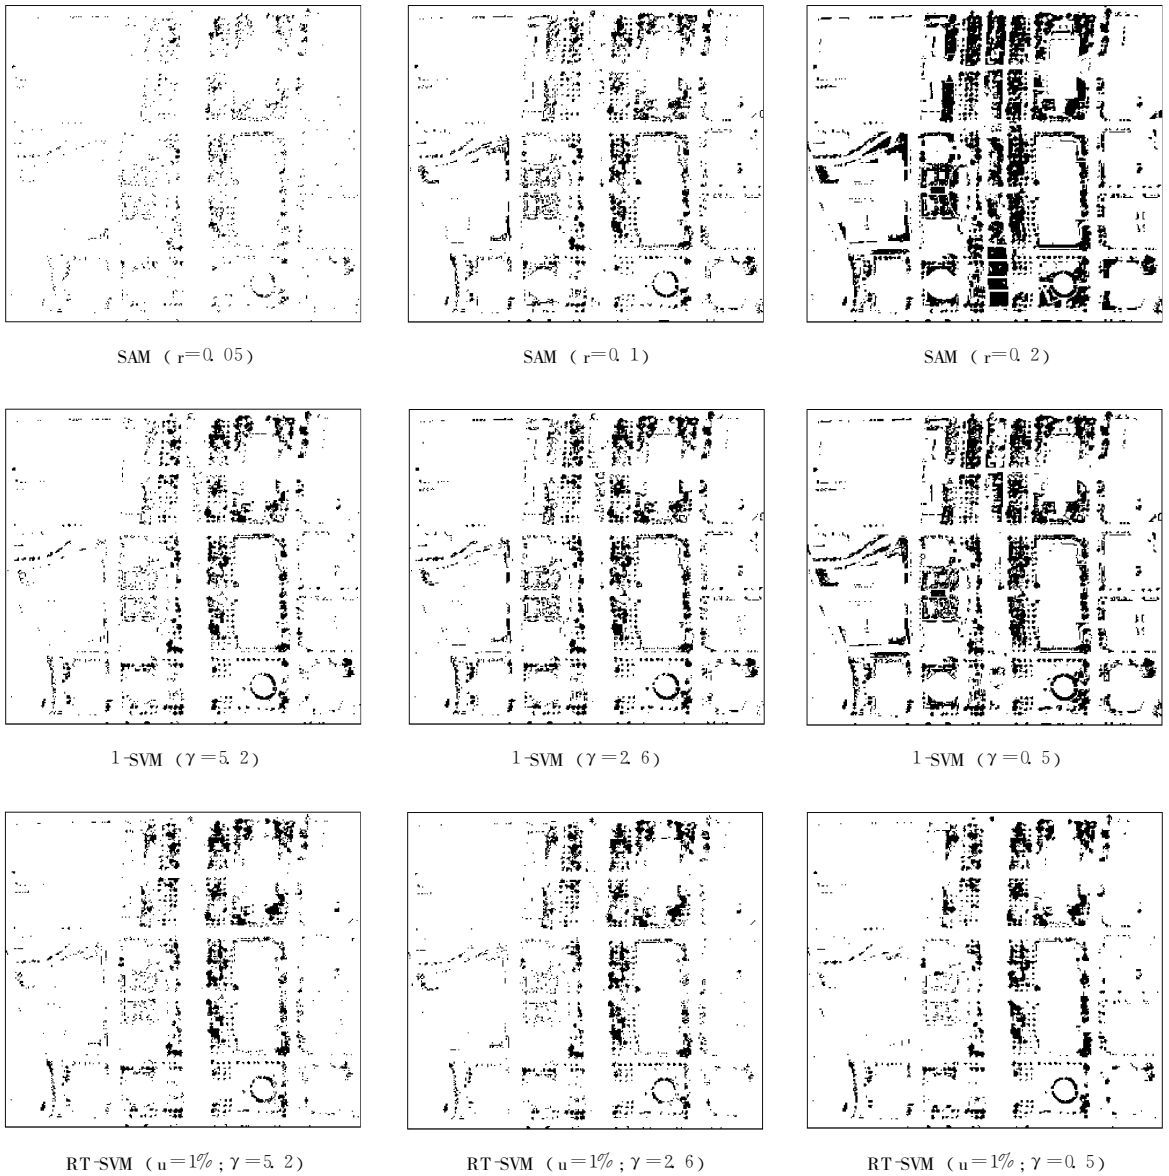 SAM （ r=0. 05）
SAM （ r=0. 1）
SAM （ r=0. 2）
1-SVM （γ=5. 2）
1-SVM （γ=2. 6）
1-SVM （γ=0. 5）
RT-SVM （u=1%；γ=5. 2）
RT-SVM （u=1%；γ=2. 6）
RT-SVM （u=1%；γ=0. 5）